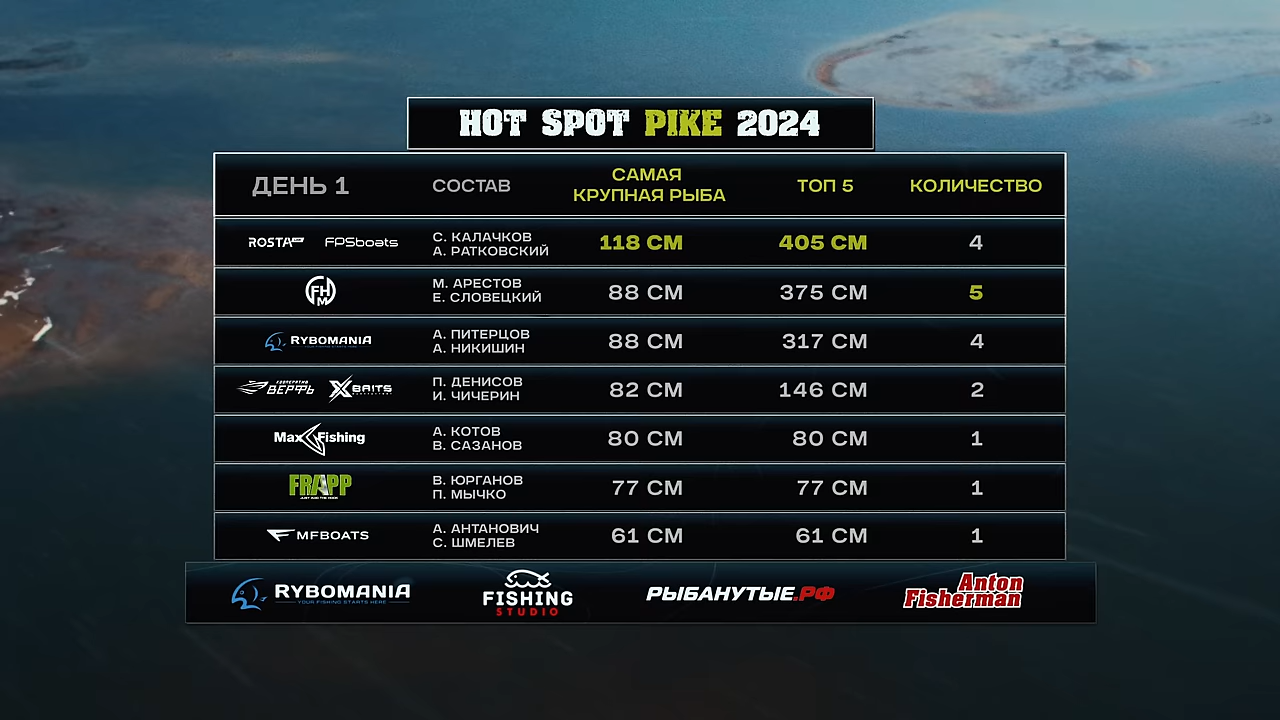 HOT SPOT PIKE 2024
ДЕНЬ 1
СОСТАВ
САМАЯ
КРУПНАЯ РЫБА
ТОП 5
КОЛИЧЕСТВО
ROSTA FPSboats
С. КАЛАЧКОВ
А. РАТКОВСКИЙ
118 СМ
405 СМ
4
FHM
М. АРЕСТОВ
Е. СЛОВЕЦКИЙ
88 СМ
375 СМ
5
RYBOMANIA
А. ПИТЕРЦОВ
А. НИКИШИН
88 СМ
317 СМ
4
ВЕРФЬ
XBAITS
П. ДЕНИСОВ
И. ЧИЧЕРИН
82 СМ
146 СМ
2
Max Fishing
А. КОТОВ
В. САЗАНОВ
80 СМ
80 СМ
1
FRAPP
В. ЮРГАНОВ
П. МЫЧКО
77 СМ
77 СМ
1
MFBOATS
А. АНТАНОВИЧ
С. ШМЕЛЕВ
61 СМ
61 СМ
1
RYBOMANIA
YOUR FISHING STARTS HERE
FISHING
STUDIO
РЫБАНУТЫЕ.РФ
Anton
Fisherman